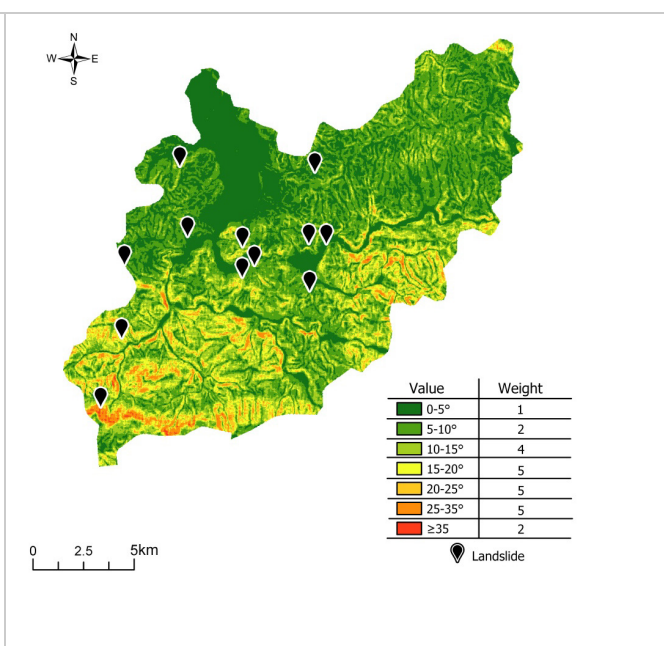 N
W E
S
Value Weight
0-5° 1
5-10° 2
10-15° 4
15-20° 5
20-25° 5
25-35° 5
≥35 2
Landslide
0 2.5 5km